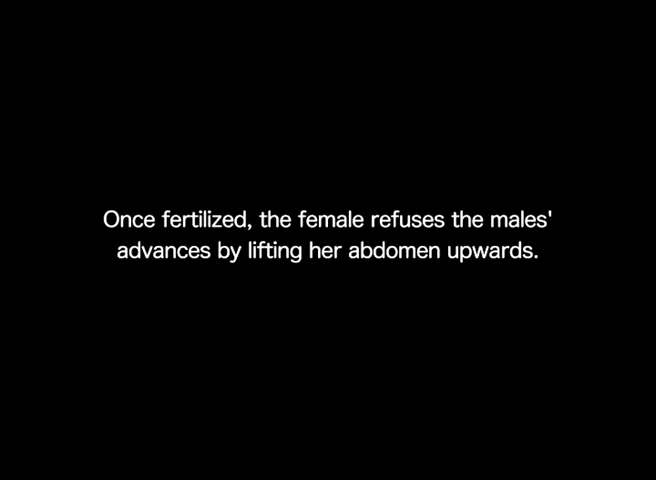 Once fertilized, the female refuses the males'
advances by lifting her abdomen upwards.